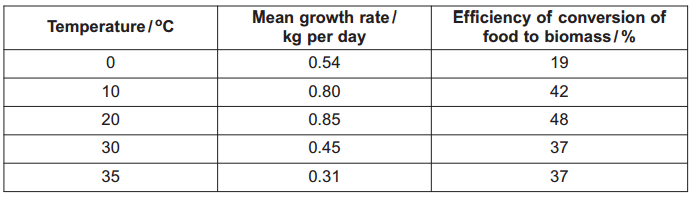 Temperature / °C Mean growth rate / kg per day Efficiency of conversion of food to biomass / %
0 0.54 19
10 0.80 42
20 0.85 48
30 0.45 37
35 0.31 37